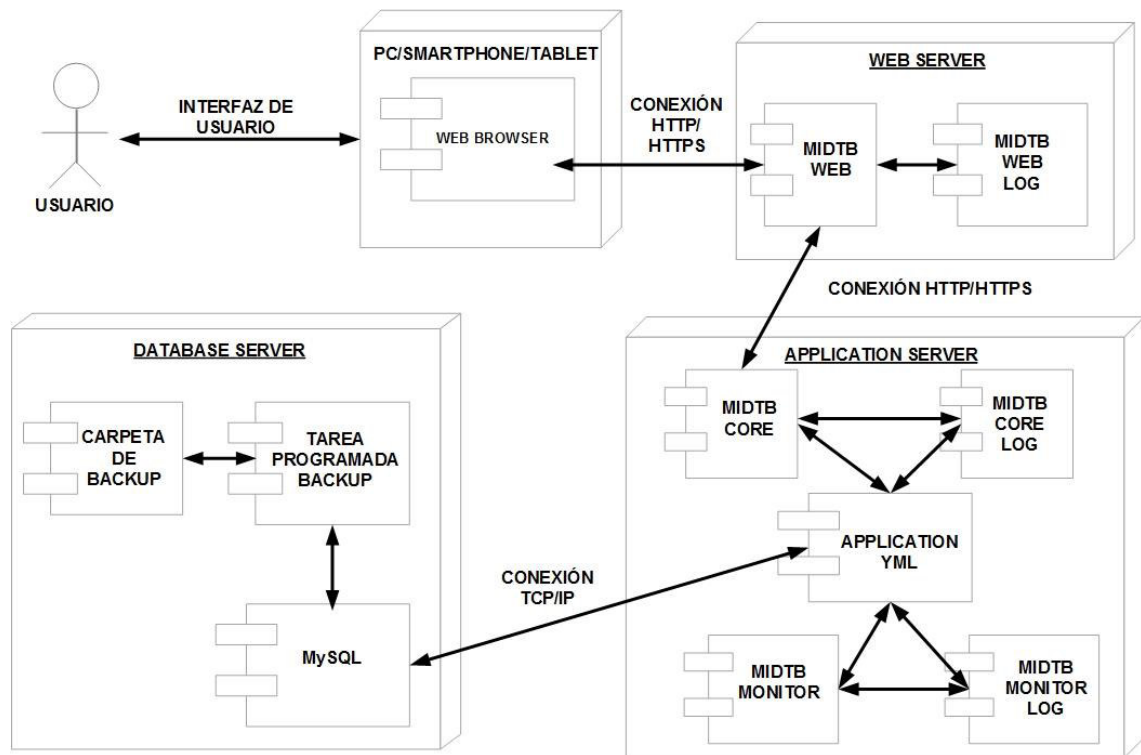 PC/SMARTPHONE/TABLET
WEB SERVER
INTERFAZ DE
USUARIO
WEB BROWSER
CONEXIÓN
HTTP/
HTTPS
MIDTB
WEB
MIDTB
WEB
LOG
USUARIO
CONEXIÓN HTTP/HTTPS
DATABASE SERVER
APPLICATION SERVER
CARPETA
DE
BACKUP
TAREA
PROGRAMADA
BACKUP
MIDTB
CORE
MIDTB
CORE
LOG
APPLICATION
YML
CONEXIÓN
TCP/IP
MySQL
MIDTB
MONITOR
MIDTB
MONITOR
LOG